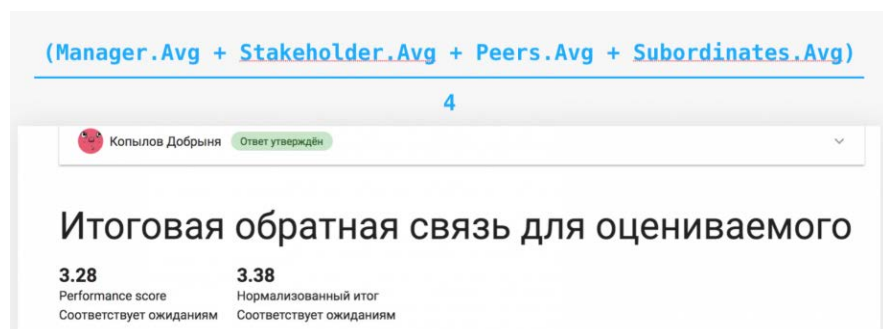 (Manager.Avg + Stakeholder.Avg + Peers.Avg + Subordinates.Avg)
4
Копылов Добрыня Ответ утверждён
Итоговая обратная связь для оцениваемого
3.28 3.38
Performance score Нормализованный итог
Соответствует ожиданиям Соответствует ожиданиям